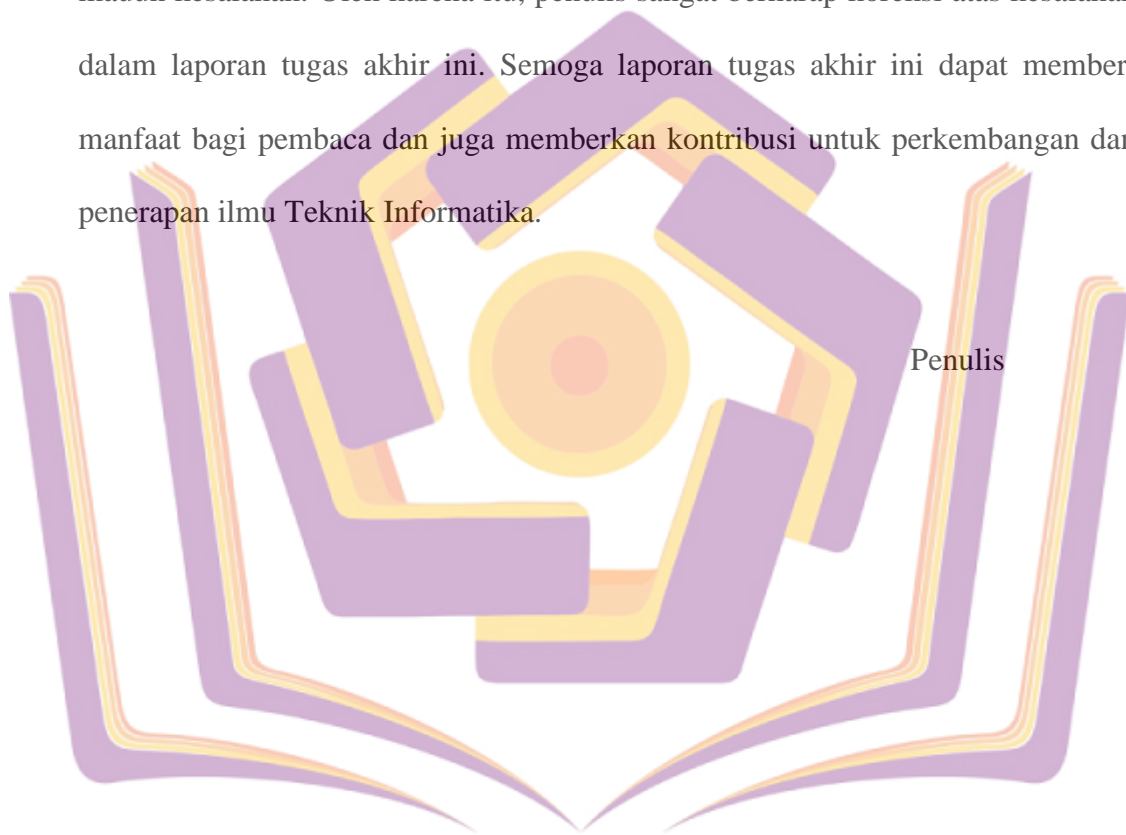 dalam laporan tugas akhir ini. Semoga laporan tugas akhir ini dapat member
manfaat bagi pembaca dan juga memberkan kontribusi untuk perkembangan dan
penerapan ilmu Teknik Informatika.
Penulis